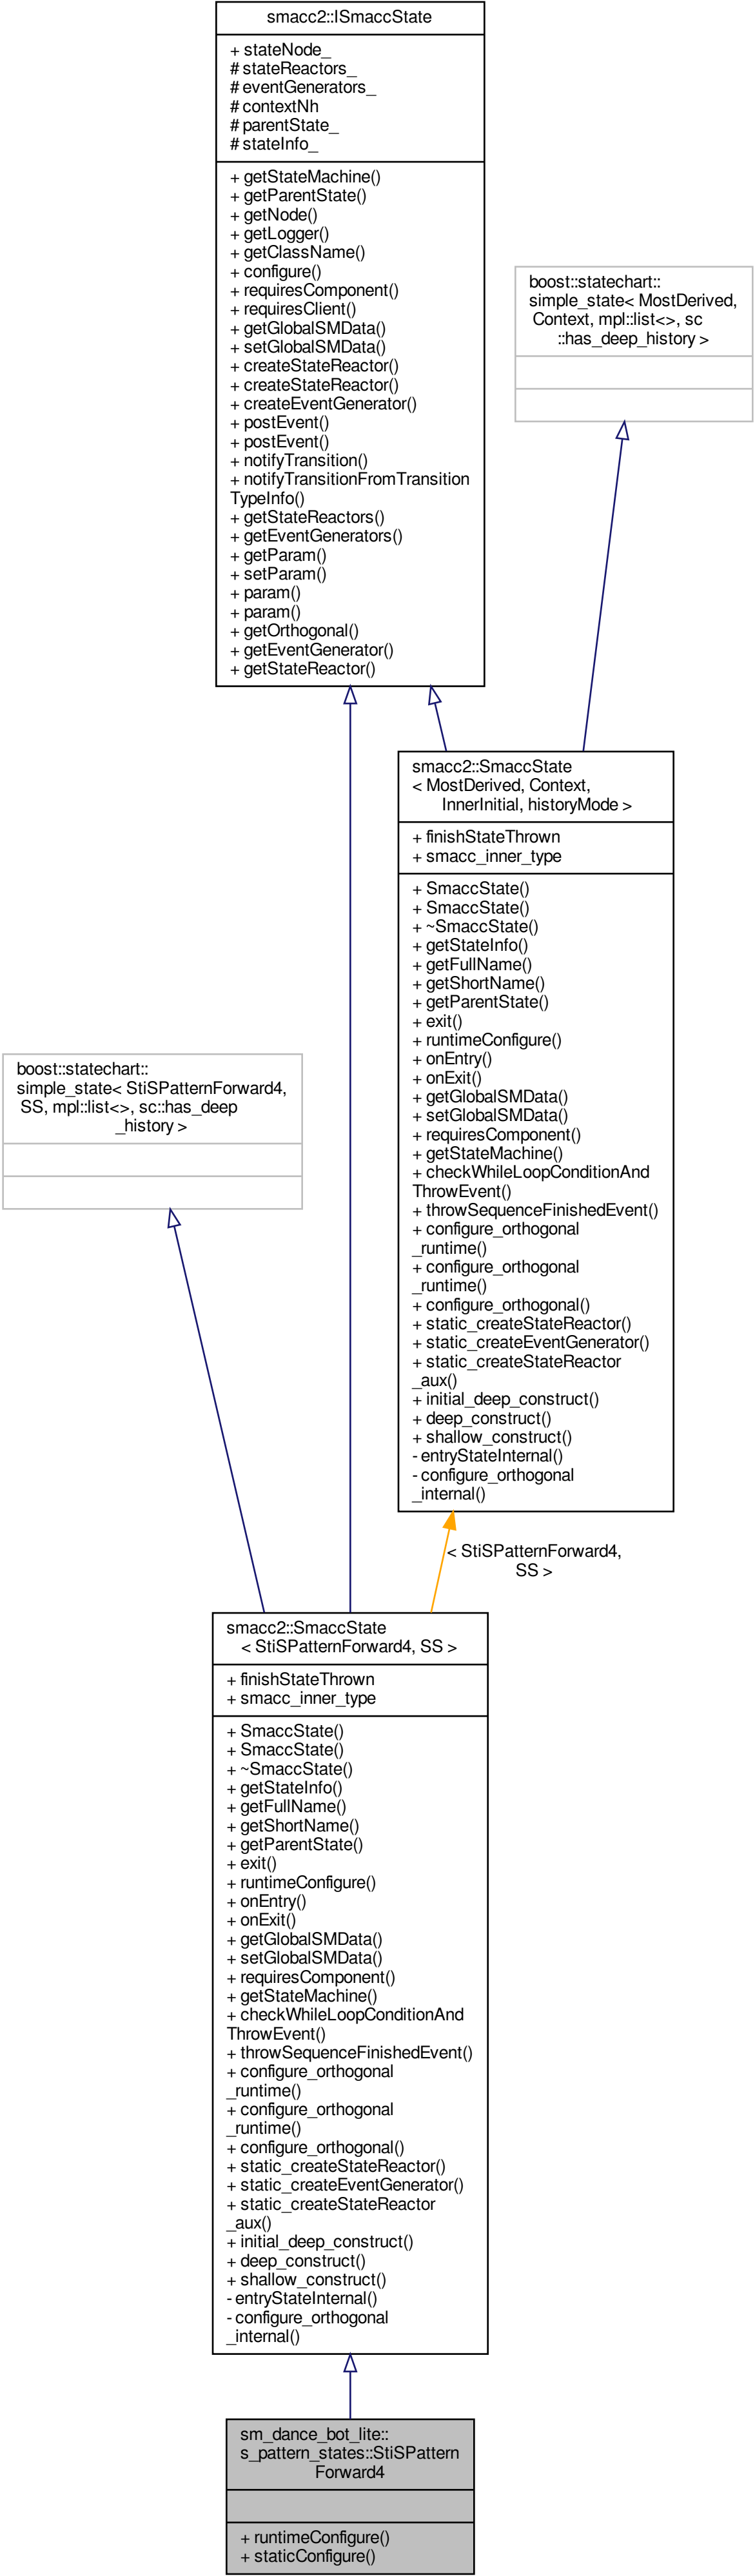 smacc2::ISmaccState
+ stateNode_
# stateReactors_
# eventGenerators_
# contextNh
# parentState_
# stateInfo_
+ getStateMachine()
+ getParentState()
+ getNode()
+ getLogger()
+ getClassName()
+ configure()
+ requiresComponent()
+ requiresClient()
+ getGlobalSMData()
+ setGlobalSMData()
+ createStateReactor()
+ createStateReactor()
+ createEventGenerator()
+ postEvent()
+ postEvent()
+ notifyTransition()
+ notifyTransitionFromTransition
TypeInfo()
+ getStateReactors()
+ getEventGenerators()
+ getParam()
+ setParam()
+ param()
+ param()
+ getOrthogonal()
+ getEventGenerator()
+ getStateReactor()
boost::statechart::
simple_state< MostDerived,
Context, mpl::list<>, sc
::has_deep_history >
smacc2::SmaccState
< MostDerived, Context,
InnerInitial, historyMode >
+ finishStateThrown
+ smacc_inner_type
+ SmaccState()
+ SmaccState()
+ ~SmaccState()
+ getStateInfo()
+ getFullName()
+ getShortName()
+ getParentState()
+ exit()
+ runtimeConfigure()
+ onEntry()
+ onExit()
+ getGlobalSMData()
+ setGlobalSMData()
+ requiresComponent()
+ getStateMachine()
+ checkWhileLoopConditionAnd
ThrowEvent()
+ throwSequenceFinishedEvent()
+ configure_orthogonal
_runtime()
+ configure_orthogonal
_runtime()
+ configure_orthogonal()
+ static_createStateReactor()
+ static_createEventGenerator()
+ static_createStateReactor
_aux()
+ initial_deep_construct()
+ deep_construct()
+ shallow_construct()
- entryStateInternal()
- configure_orthogonal
_internal()
boost::statechart::
simple_state< StiSPatternForward4,
SS, mpl::list<>, sc::has_deep
_history >
< StiSPatternForward4,
SS >
smacc2::SmaccState
< StiSPatternForward4, SS >
+ finishStateThrown
+ smacc_inner_type
+ SmaccState()
+ SmaccState()
+ ~SmaccState()
+ getStateInfo()
+ getFullName()
+ getShortName()
+ getParentState()
+ exit()
+ runtimeConfigure()
+ onEntry()
+ onExit()
+ getGlobalSMData()
+ setGlobalSMData()
+ requiresComponent()
+ getStateMachine()
+ checkWhileLoopConditionAnd
ThrowEvent()
+ throwSequenceFinishedEvent()
+ configure_orthogonal
_runtime()
+ configure_orthogonal
_runtime()
+ configure_orthogonal()
+ static_createStateReactor()
+ static_createEventGenerator()
+ static_createStateReactor
_aux()
+ initial_deep_construct()
+ deep_construct()
+ shallow_construct()
- entryStateInternal()
- configure_orthogonal
_internal()
sm_dance_bot_lite::
s_pattern_states::StiSPattern
Forward4
+ runtimeConfigure()
+ staticConfigure()